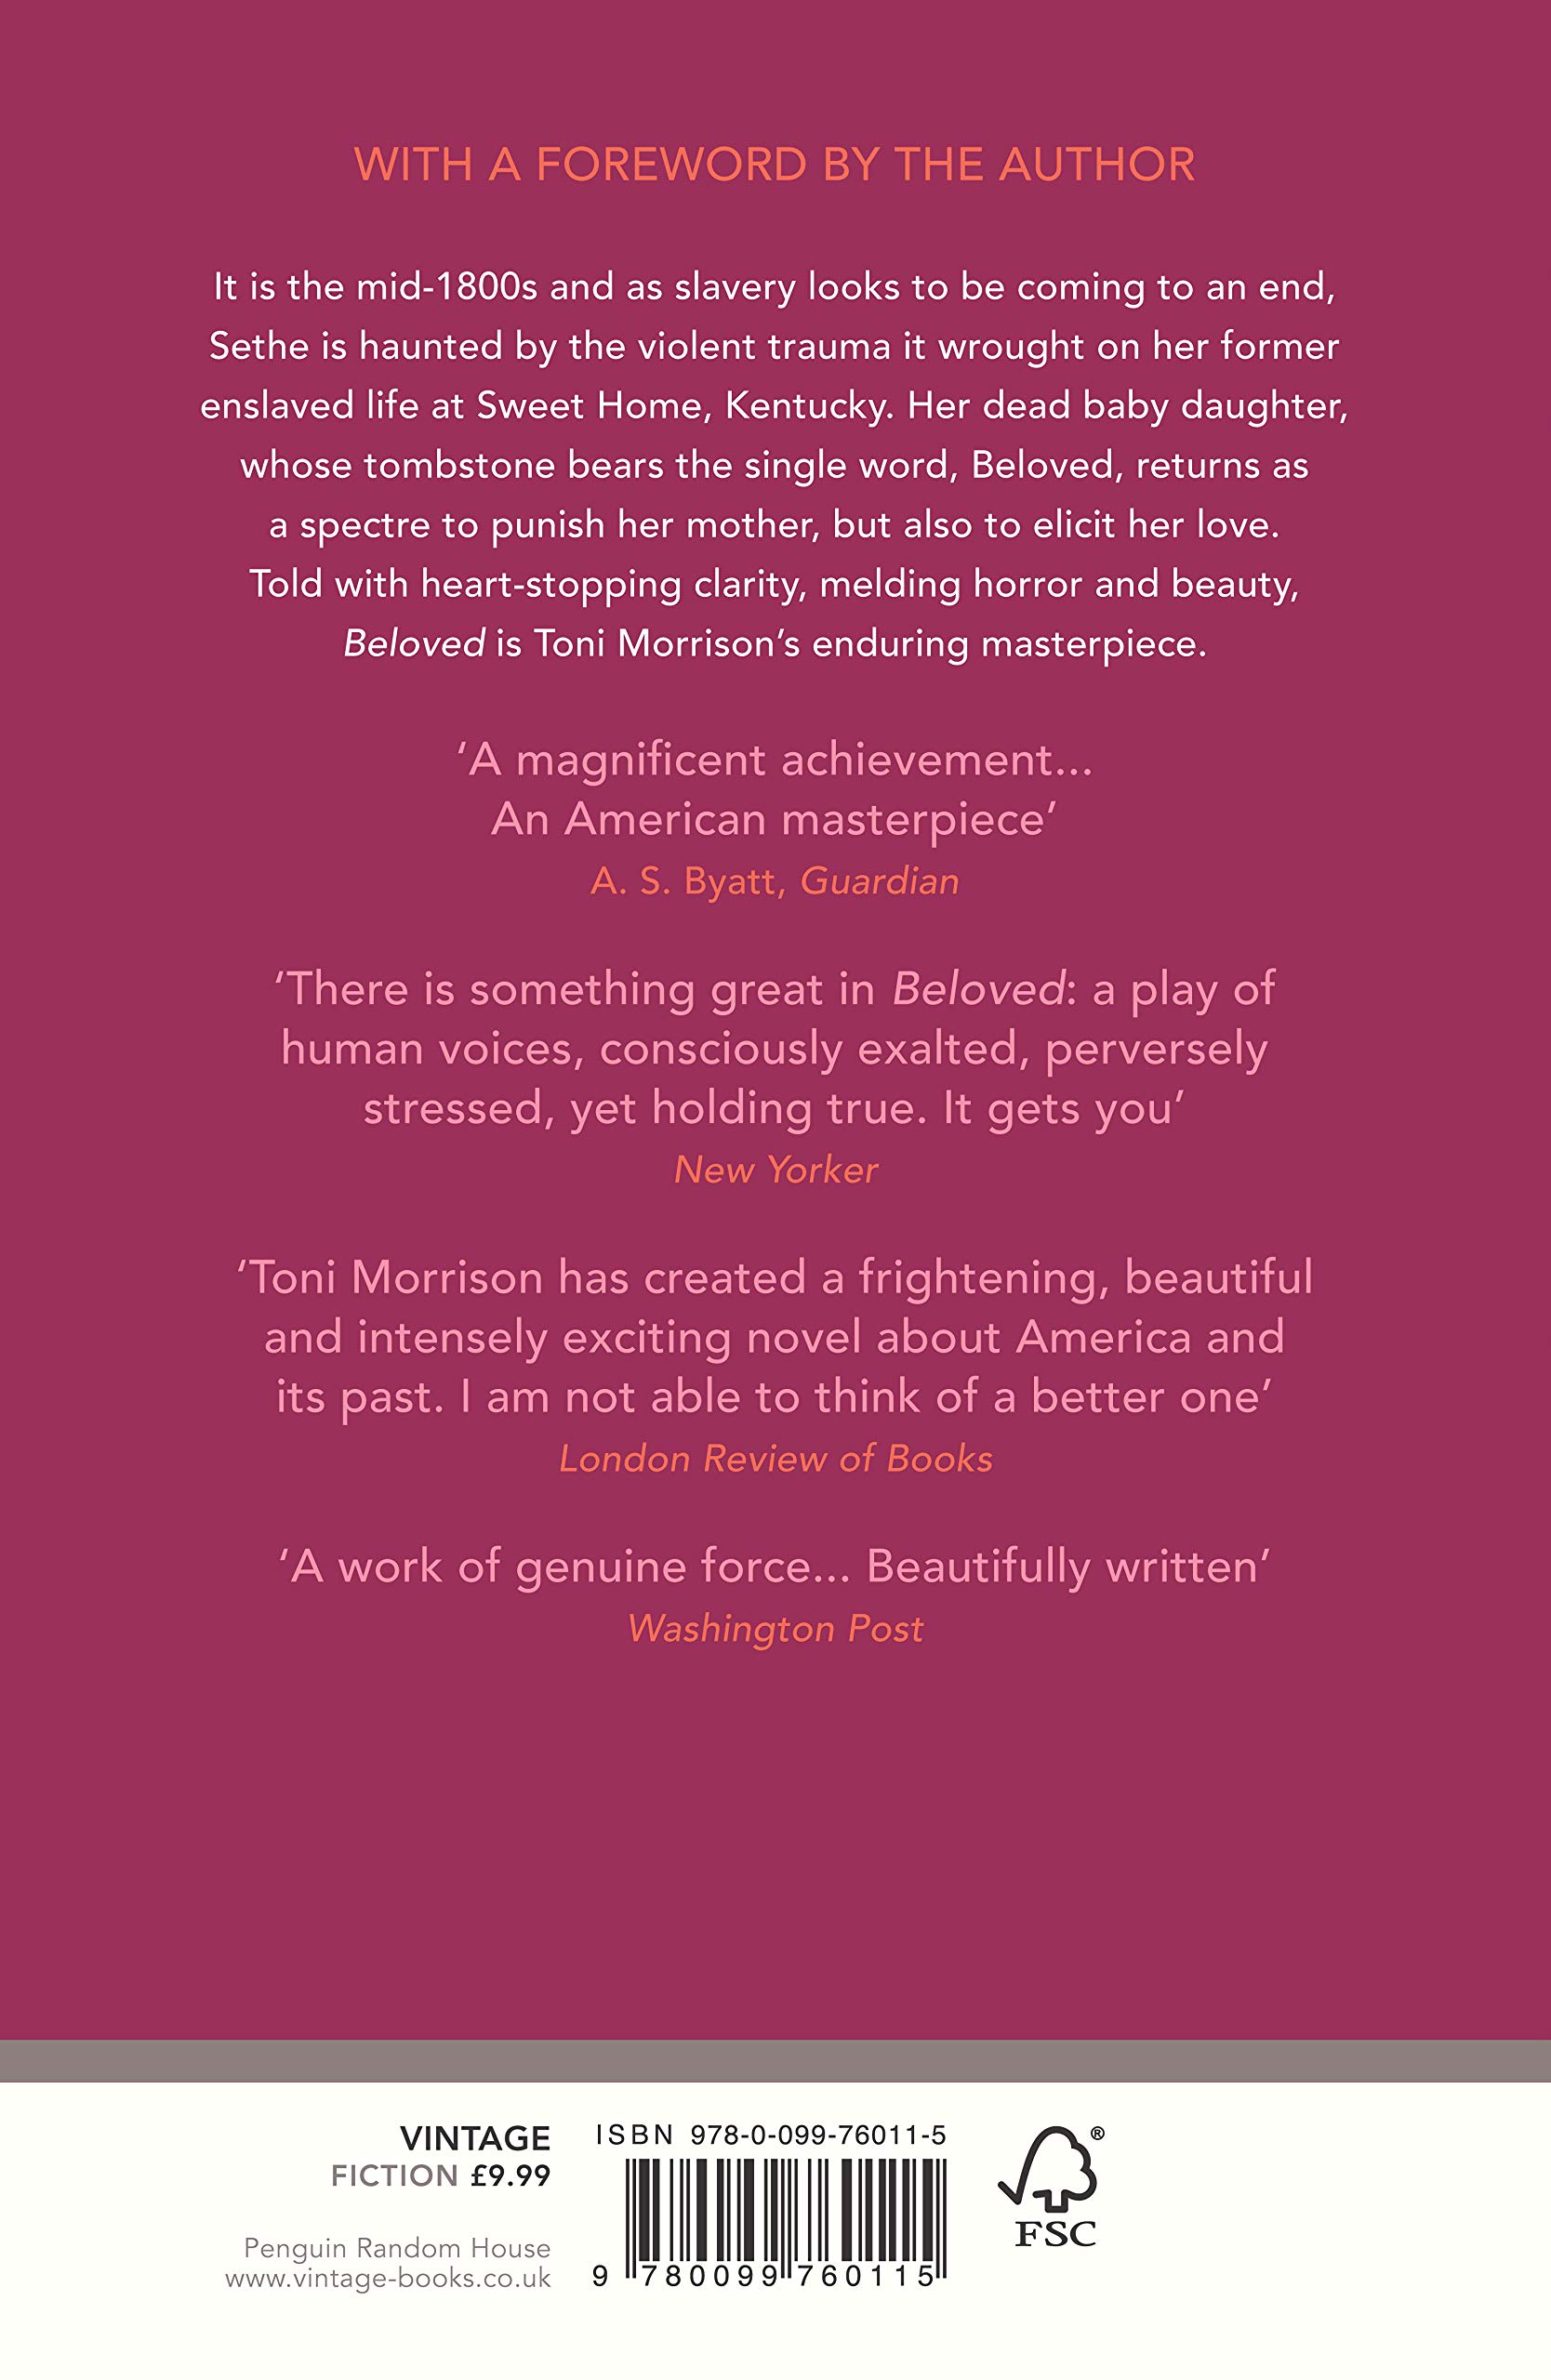 WITH A FOREWORD BY THE AUTHOR
It is the mid-1800s and as slavery looks to be coming to an end,
Sethe is haunted by the violent trauma it wrought on her former
enslaved life at Sweet Home, Kentucky. Her dead baby daughter,
whose tombstone bears the single word, Beloved, returns as
a spectre to punish her mother, but also to elicit her love.
Told with heart-stopping clarity, melding horror and beauty,
Beloved is Toni Morrison’s enduring masterpiece.
‘A magnificent achievement...
An American masterpiece’
A. S. Byatt, Guardian
‘There is something great in Beloved: a play of
human voices, consciously exalted, perversely
stressed, yet holding true. It gets you’
New Yorker
‘Toni Morrison has created a frightening, beautiful
and intensely exciting novel about America and
its past. I am not able to think of a better one’
London Review of Books
‘A work of genuine force... Beautifully written’
Washington Post
VINTAGE
FICTION £9.99
Penguin Random House
www.vintage-books.co.uk
ISBN 978-0-099-76011-5
9 780099 760115
®
FSC